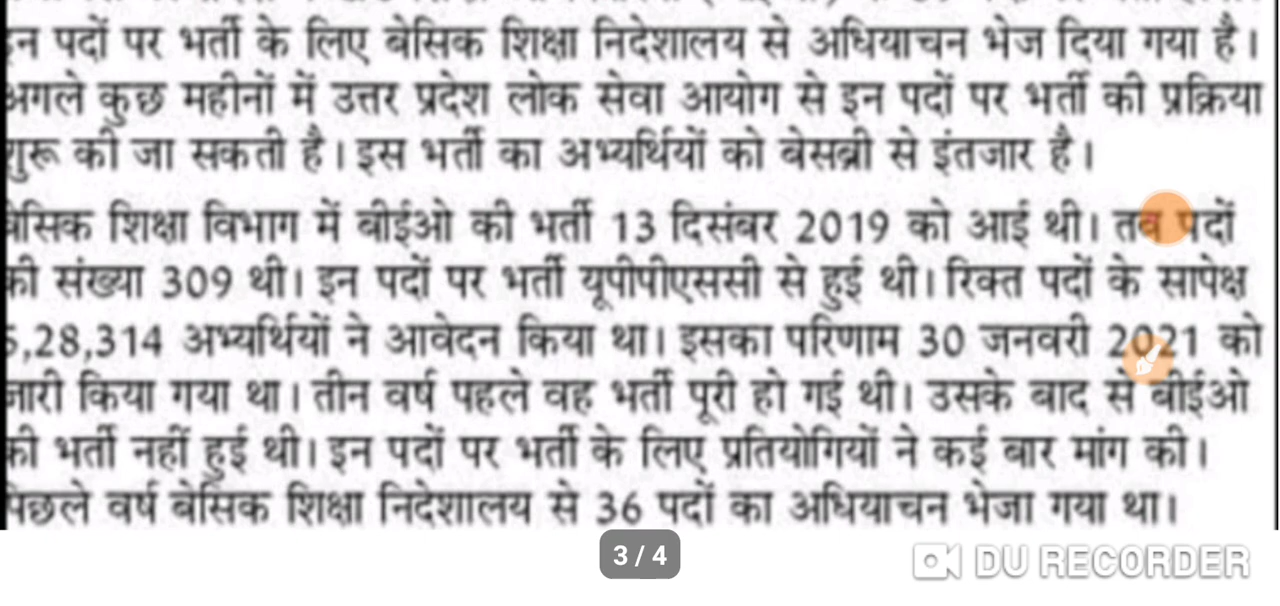 इन पदों पर भर्ती के लिए बेसिक शिक्षा निदेशालय से अधियाचन भेज दिया गया है।
अगले कुछ महीनों में उत्तर प्रदेश लोक सेवा आयोग से इन पदों पर भर्ती की प्रक्रिया
शुरू की जा सकती है। इस भर्ती का अभ्यर्थियों को बेसब्री से इंतजार है।
बेसिक शिक्षा विभाग में बीईओ की भर्ती 13 दिसंबर 2019 को आई थी। तब पदों
की संख्या 309 थी। इन पदों पर भर्ती यूपीपीएससी से हुई थी। रिक्त पदों के सापेक्ष
5,28,314 अभ्यर्थियों ने आवेदन किया था। इसका परिणाम 30 जनवरी 2021 को
जारी किया गया था। तीन वर्ष पहले वह भर्ती पूरी हो गई थी। उसके बाद से बीईओ
की भर्ती नहीं हुई थी। इन पदों पर भर्ती के लिए प्रतियोगियों ने कई बार मांग की।
पिछले वर्ष बेसिक शिक्षा निदेशालय से 36 पदों का अधियाचन भेजा गया था।
3 / 4
DU RECORDER